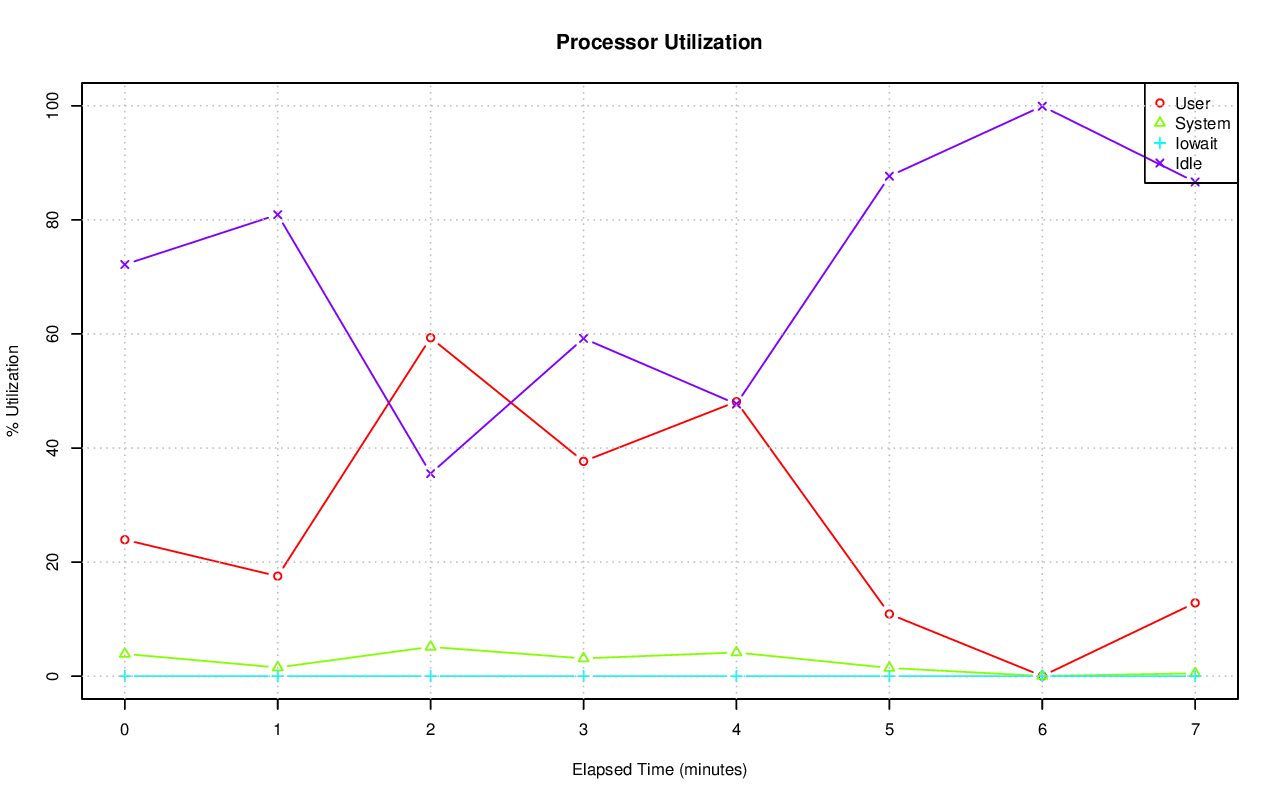 Processor Utilization
% Utilization
100
80
60
40
20
0
User
System
Iowait
Idle
0 1 2 3 4 5 6 7
Elapsed Time (minutes)